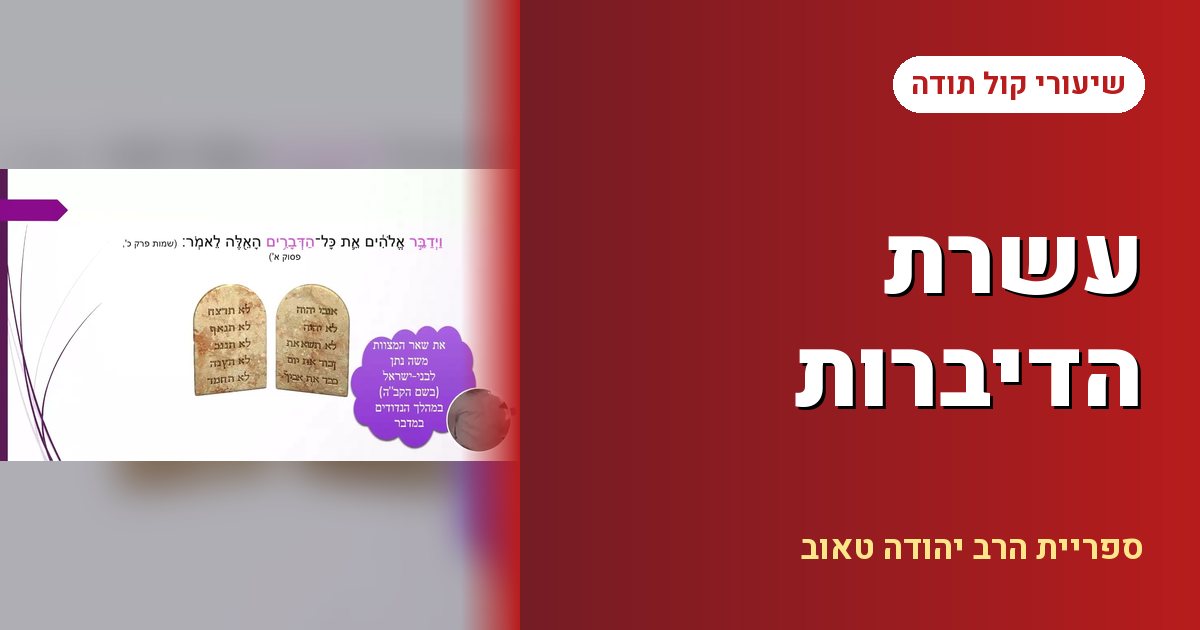 שיעורי קול תודה
עשרת
הדיברות
ספריית הרב יהודה טאוב
וַיְדַבֵּ֣ר אֱלֹהִ֔ים אֵ֛ת כָּל־הַדְּבָרִ֥ים הָאֵ֖לֶּה לֵאמֹֽר׃ (שמות פרק כ',
פסוק א')
אנכי יהוה
לא יהיה
לא תשא את
זכור את יום
כבד את אביך
לא תרצח
לא תנאף
לא תגנב
לא תענה
לא תחמד
את שאר המצוות
משה נתן
לבני-ישראל
(בשם הקב"ה)
במהלך הנדודים
במדבר